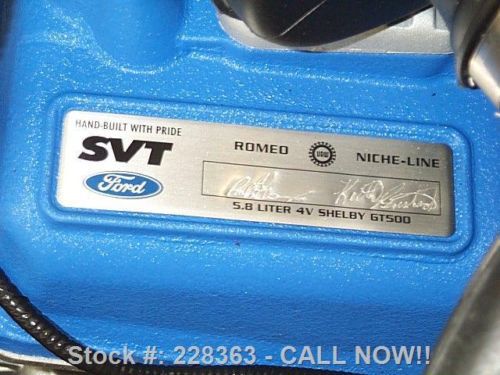 HAND-BUILT WITH PRIDE
SVT
ROMEO UAW NICHE-LINE
Ford
5.8 LITER 4V SHELBY GT500
Stock #: 228363 - CALL NOW!!